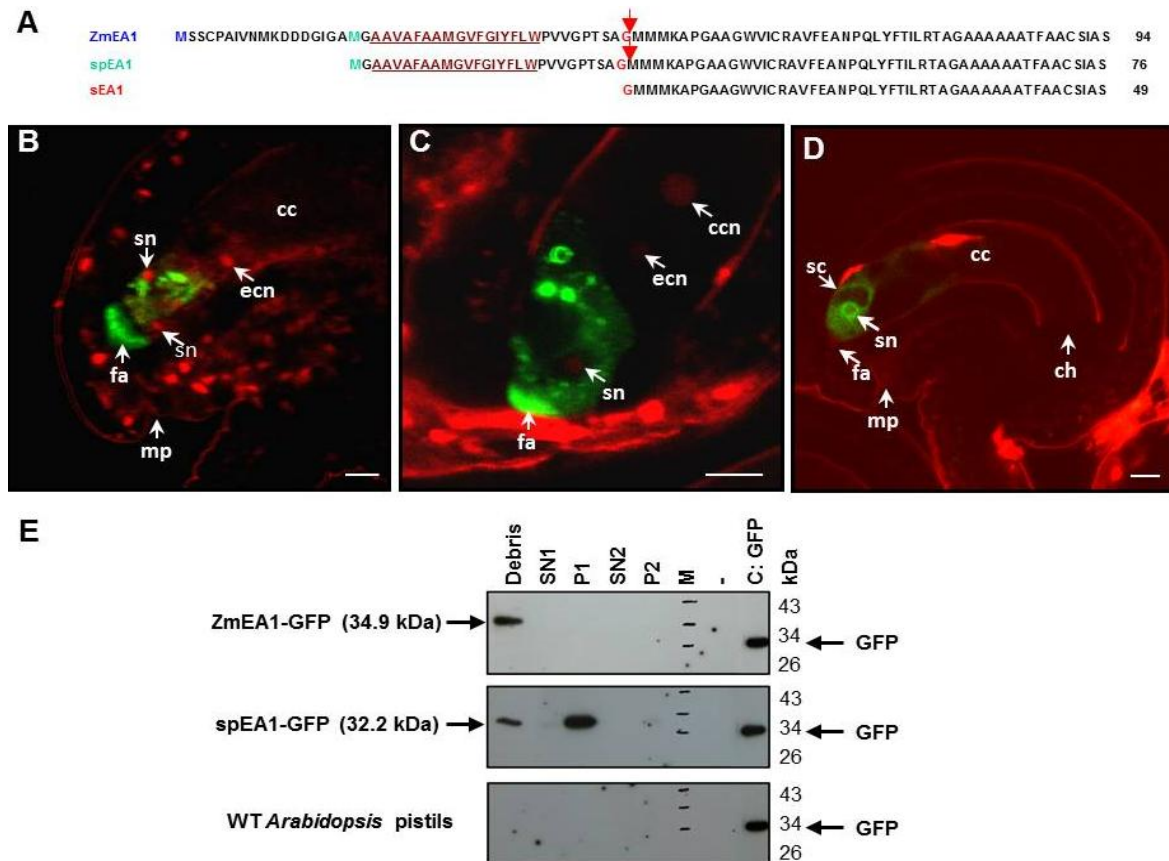 A
ZmEA1 MSSCPAIVNMKDDDGIGAMGAAVAFAAMGVFGIYFLWPVVGPTSAGMMMKAPGAAGWVICRAVFEANPQLYFTILRTAGAAAAAATFAACSIAS 94
spEA1 MGAAVAFAAMGVFGIYFLWPVVGPTSAGMMMKAPGAAGWVICRAVFEANPQLYFTILRTAGAAAAAATFAACSIAS 76
sEA1 GMMMKAPGAAGWVICRAVFEANPQLYFTILRTAGAAAAAATFAACSIAS 49
B
cc
sn
ecn
sn
fa
mp
C
ccn
ecn
sn
fa
D
sc
cc
sn
fa
ch
mp
E
Debris SN1 P1 SN2 P2 M - C: GFP kDa
ZmEA1-GFP (34.9 kDa)
43
34
26
GFP
spEA1-GFP (32.2 kDa)
43
34
26
GFP
WT Arabidopsis pistils
43
34
26
GFP